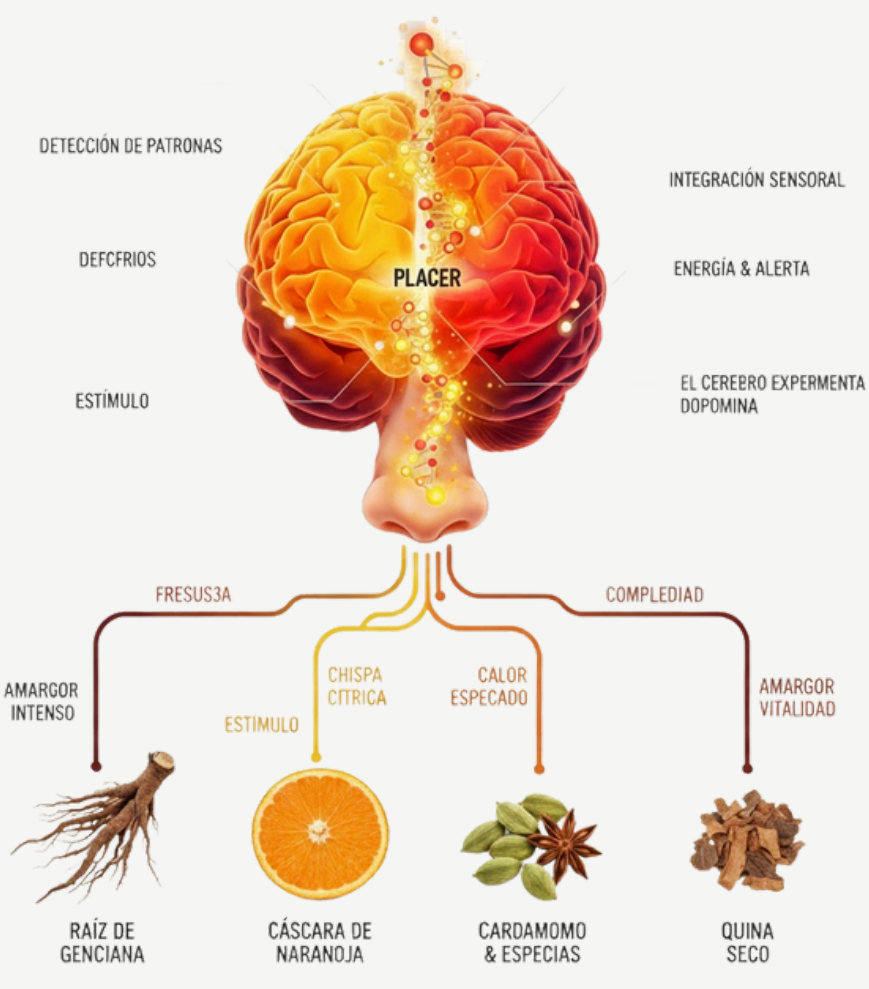 DETECCIÓN DE PATRONAS
INTEGRACIÓN SENSORAL
DEFCFRIOS
PLACER
ENERGÍA & ALERTA
ESTÍMULO
EL CEREBRO EXPERMENTA
DOPOMINA
FRESUS3A
COMPLEDIAD
AMARGOR
INTENSO
CHISPA
CÍTRICA
ESTÍMULO
CALOR
ESPECADO
AMARGOR
VITALIDAD
RAÍZ DE
GENCIANA
CÁSCARA DE
NARANOJA
CARDAMOMO
& ESPECIAS
QUINA
SECO